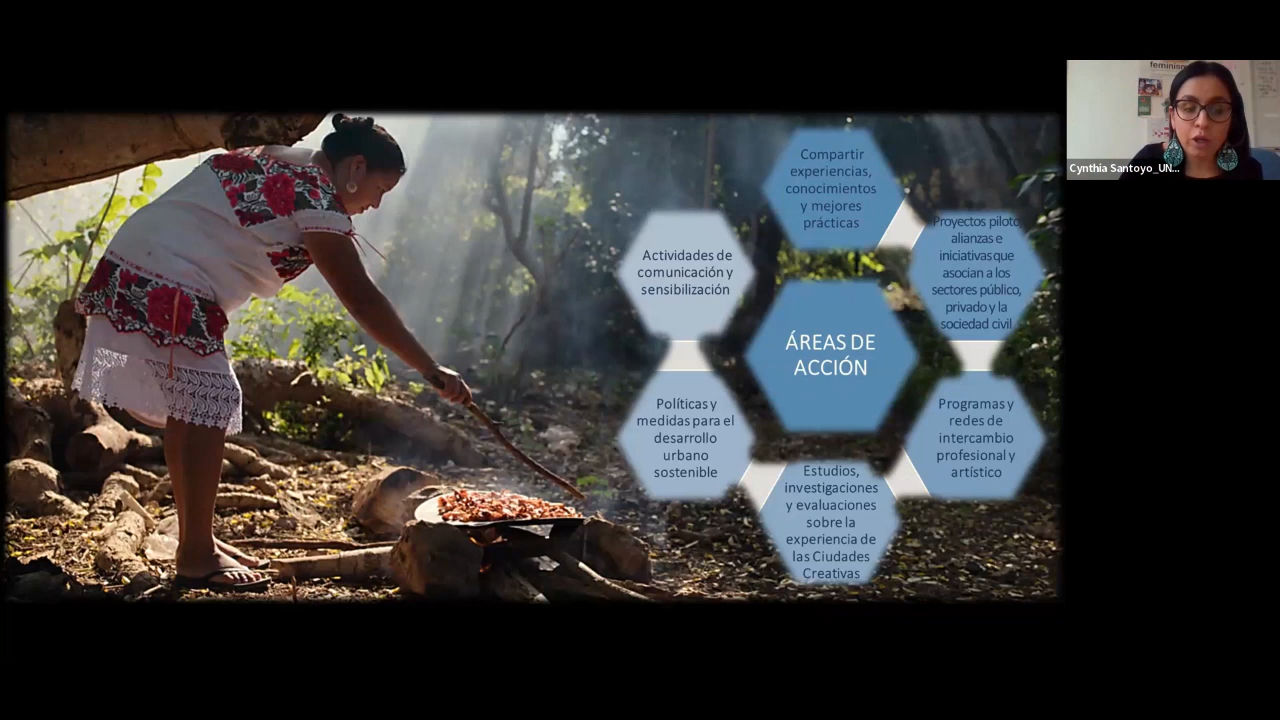 Compartir
experiencias,
conocimientos
y mejores
prácticas
Proyectos piloto,
alianzas e
iniciativas que
asocian a los
sectores público,
privado y la
sociedad civil
Programas y
redes de
intercambio
profesional y
artístico
Estudios,
investigaciones
y evaluaciones
sobre la
experiencia de
las Ciudades
Creativas
Políticas y
medidas para el
desarrollo
urbano
sostenible
Actividades de
comunicación y
sensibilización
ÁREAS DE
ACCIÓN
feminism
Cynthia Santoyo_UN...